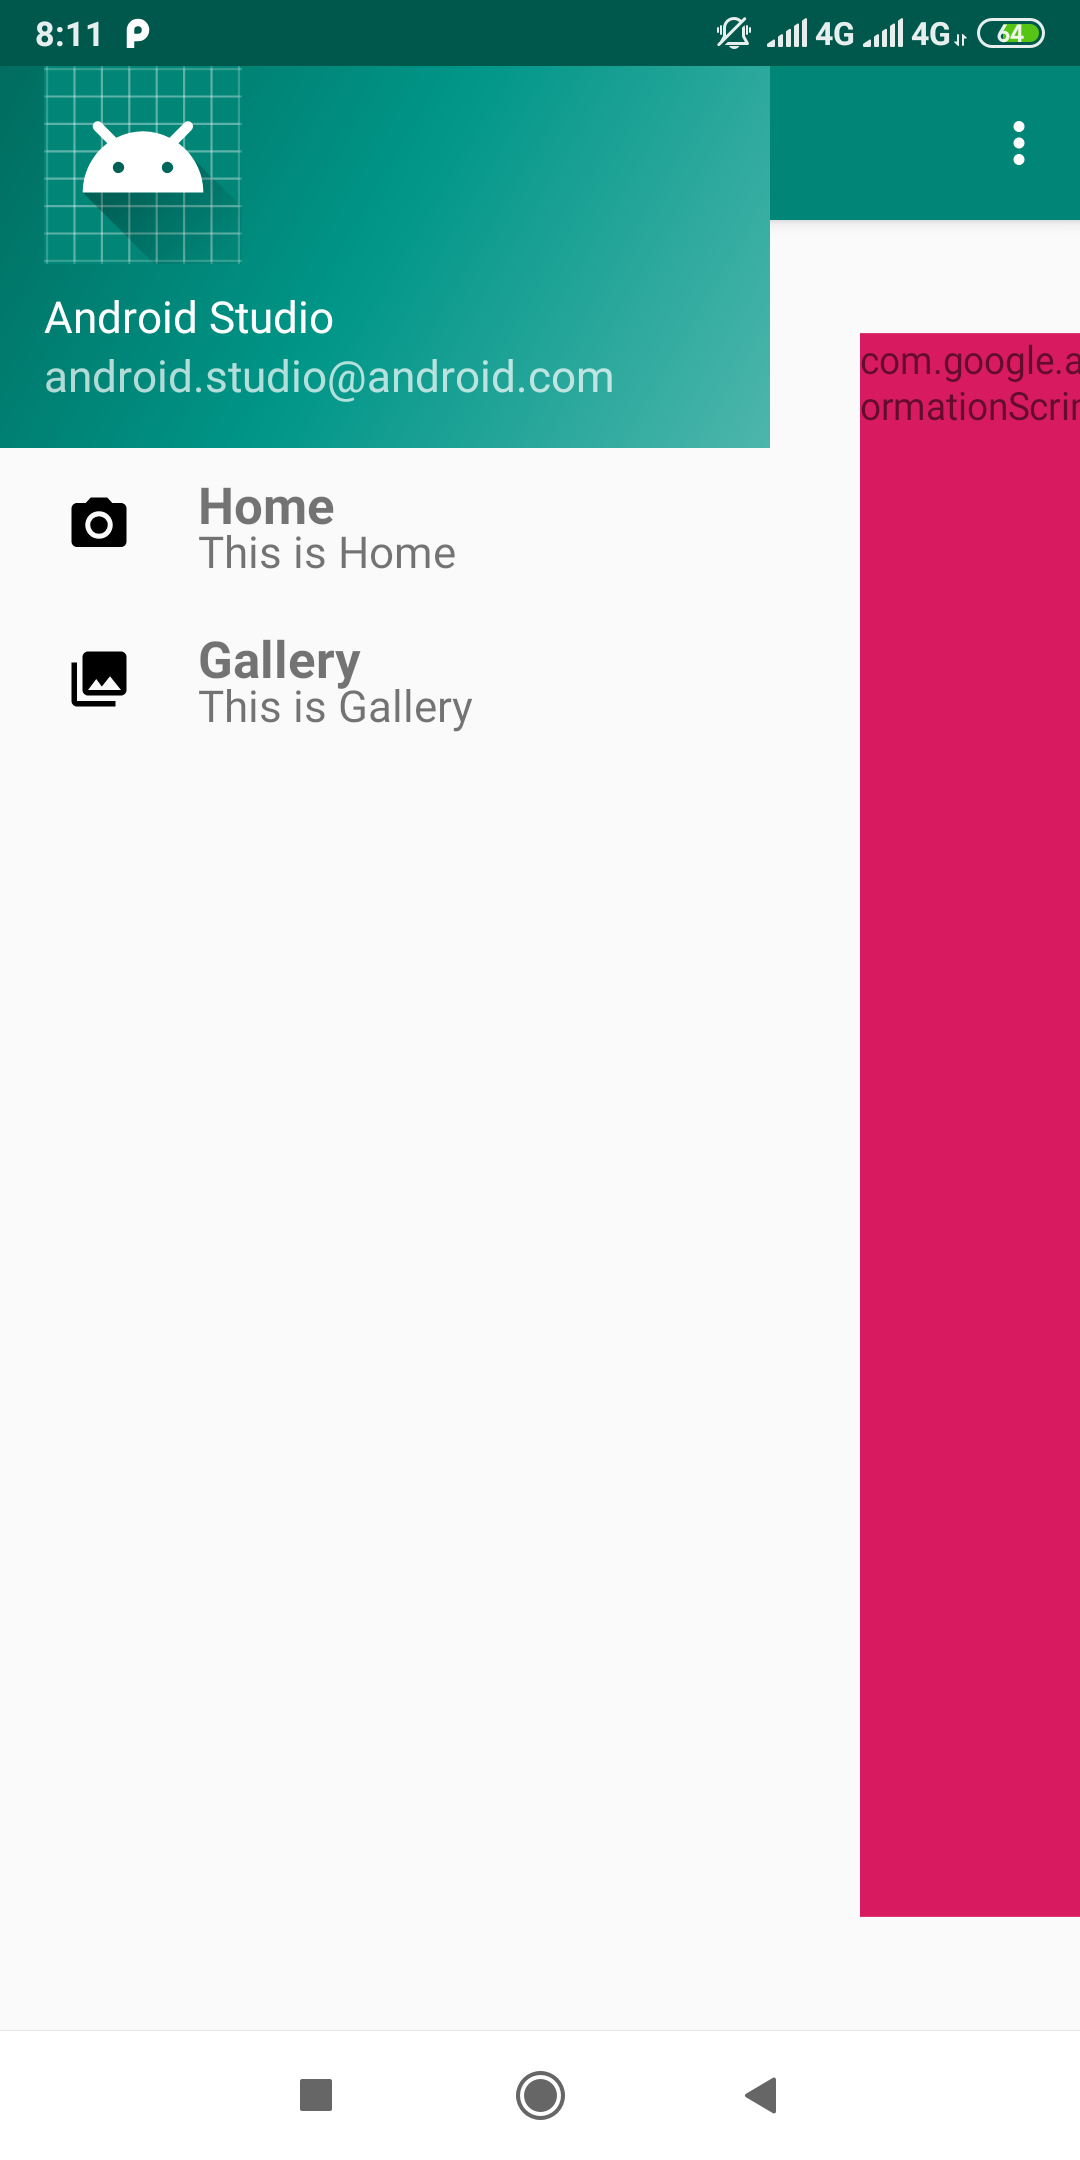 8:11
4G 4G 64
Android Studio
android.studio@android.com
com.google.a
ormationScrir
Home
This is Home
Gallery
This is Gallery